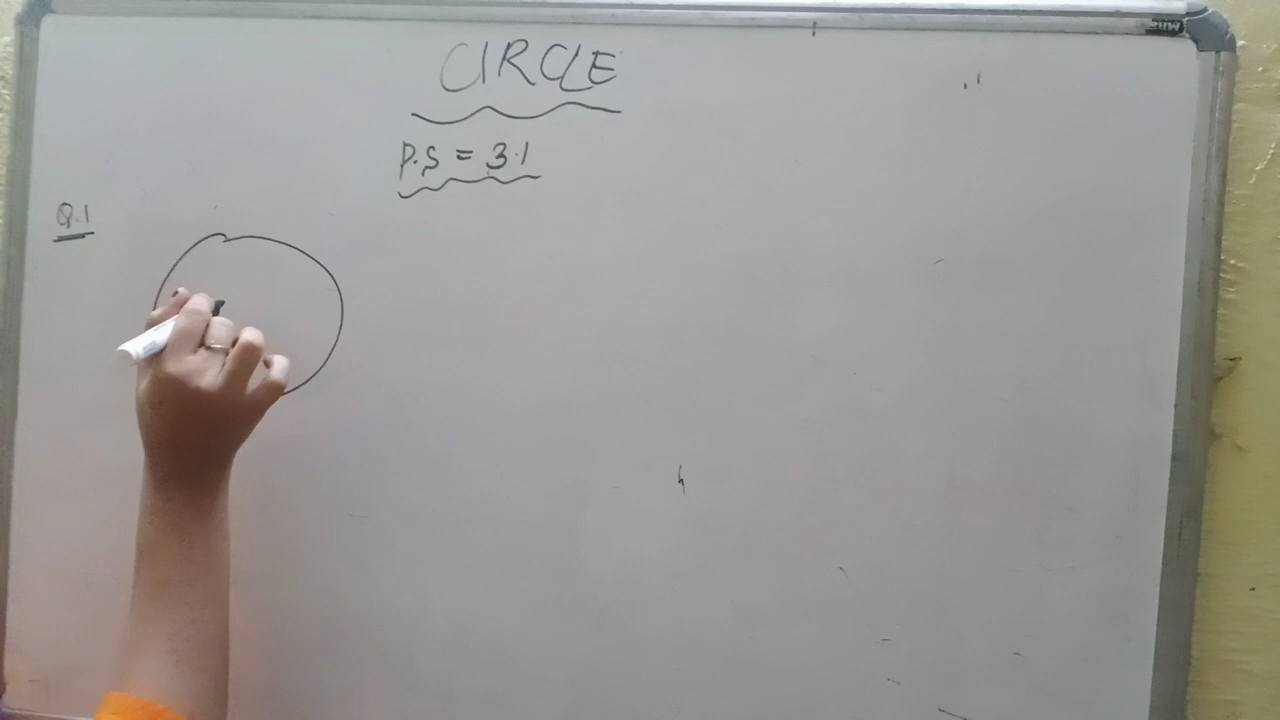 CIRCLE
P.S = 3.1
Q.1